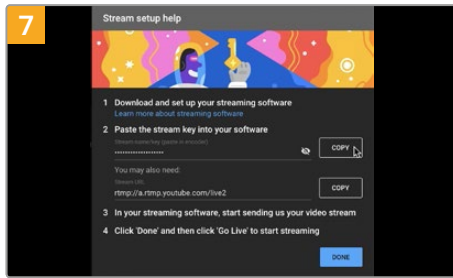 7
Stream setup help
1 Download and set up your streaming software
Learn more about streaming software
2 Paste the stream key into your software
Stream name/key (paste in encoder)
••••••••••••••••••••
COPY
You may also need:
Stream URL
rtmp://a.rtmp.youtube.com/live2
COPY
3 In your streaming software, start sending us your video stream
4 Click 'Done' and then click 'Go Live' to start streaming
DONE